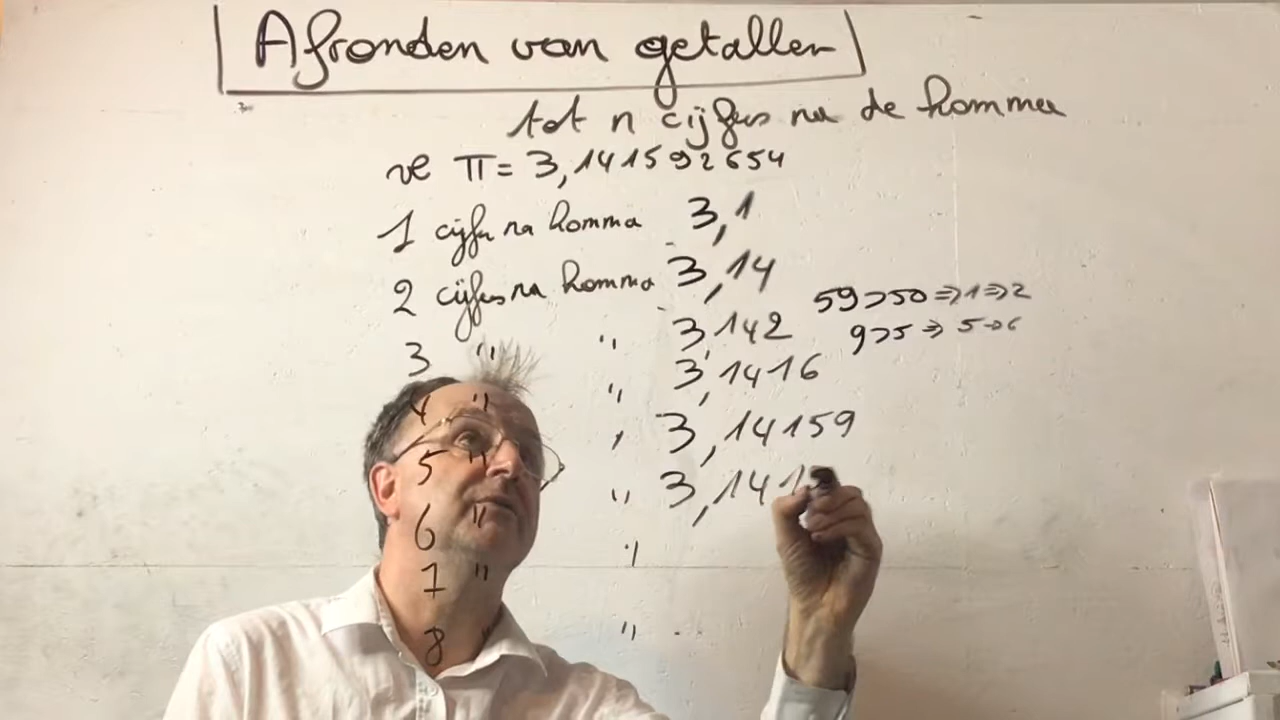 Afronden van getallen
tot n cijfers na de komma
vb π = 3,141592654
1 cijfer na komma 3,1
2 cijfers na komma 3,14 59>50 ⇒ 1 ⇒ 2
3 " " 3,142 9>5 ⇒ 5→6
4 " " 3,1416
5 " " 3,14159
6 " " 3,1415
7 " "
8 " "